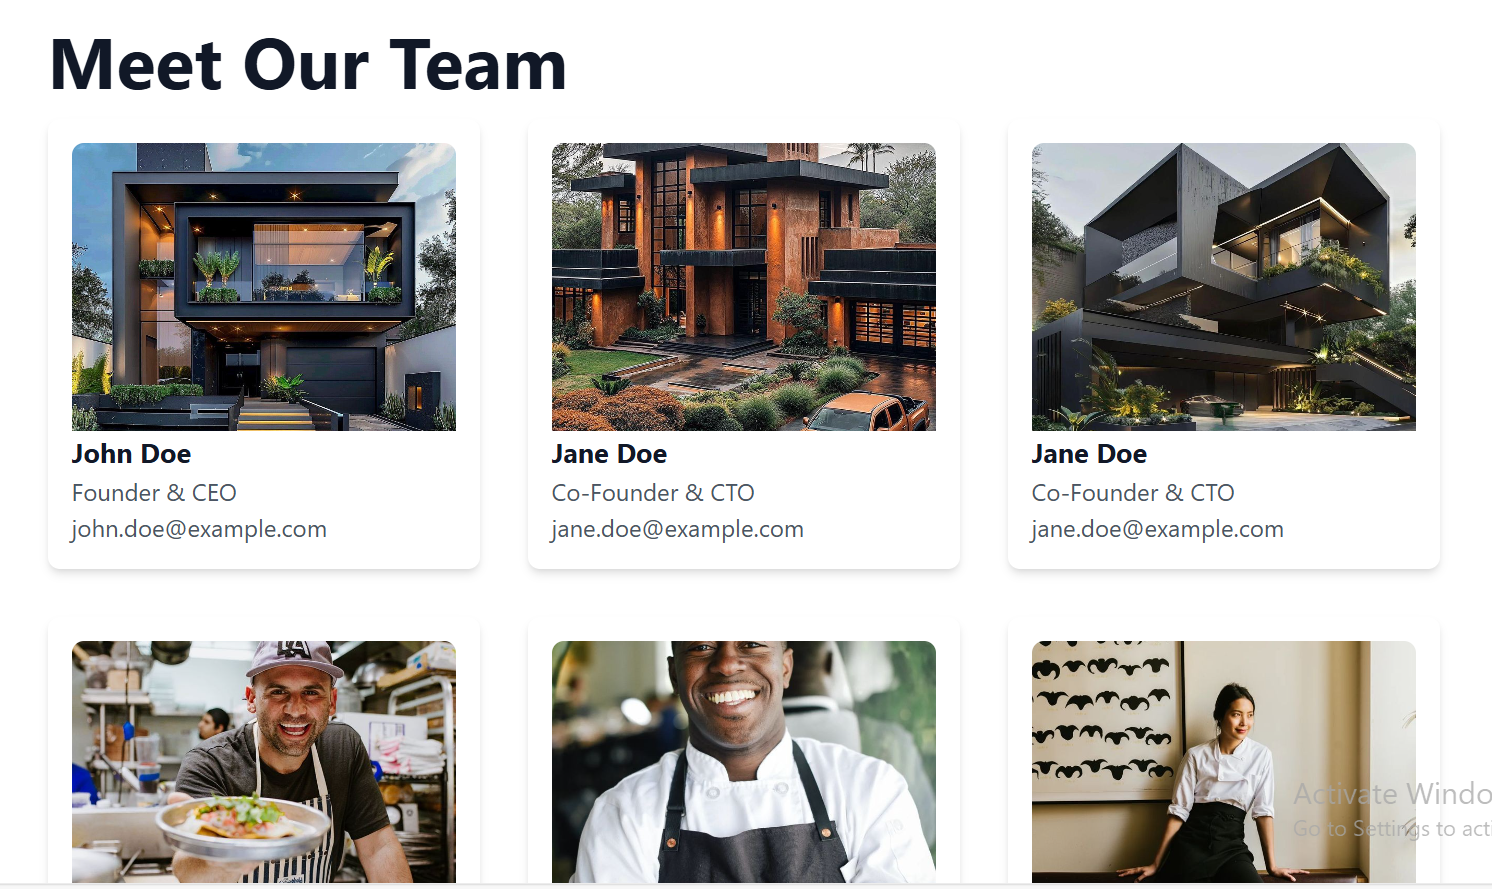 Meet Our Team
John Doe
Founder & CEO
john.doe@example.com
Jane Doe
Co-Founder & CTO
jane.doe@example.com
Jane Doe
Co-Founder & CTO
jane.doe@example.com
LA
Activate Windo
Go to Settings to acti